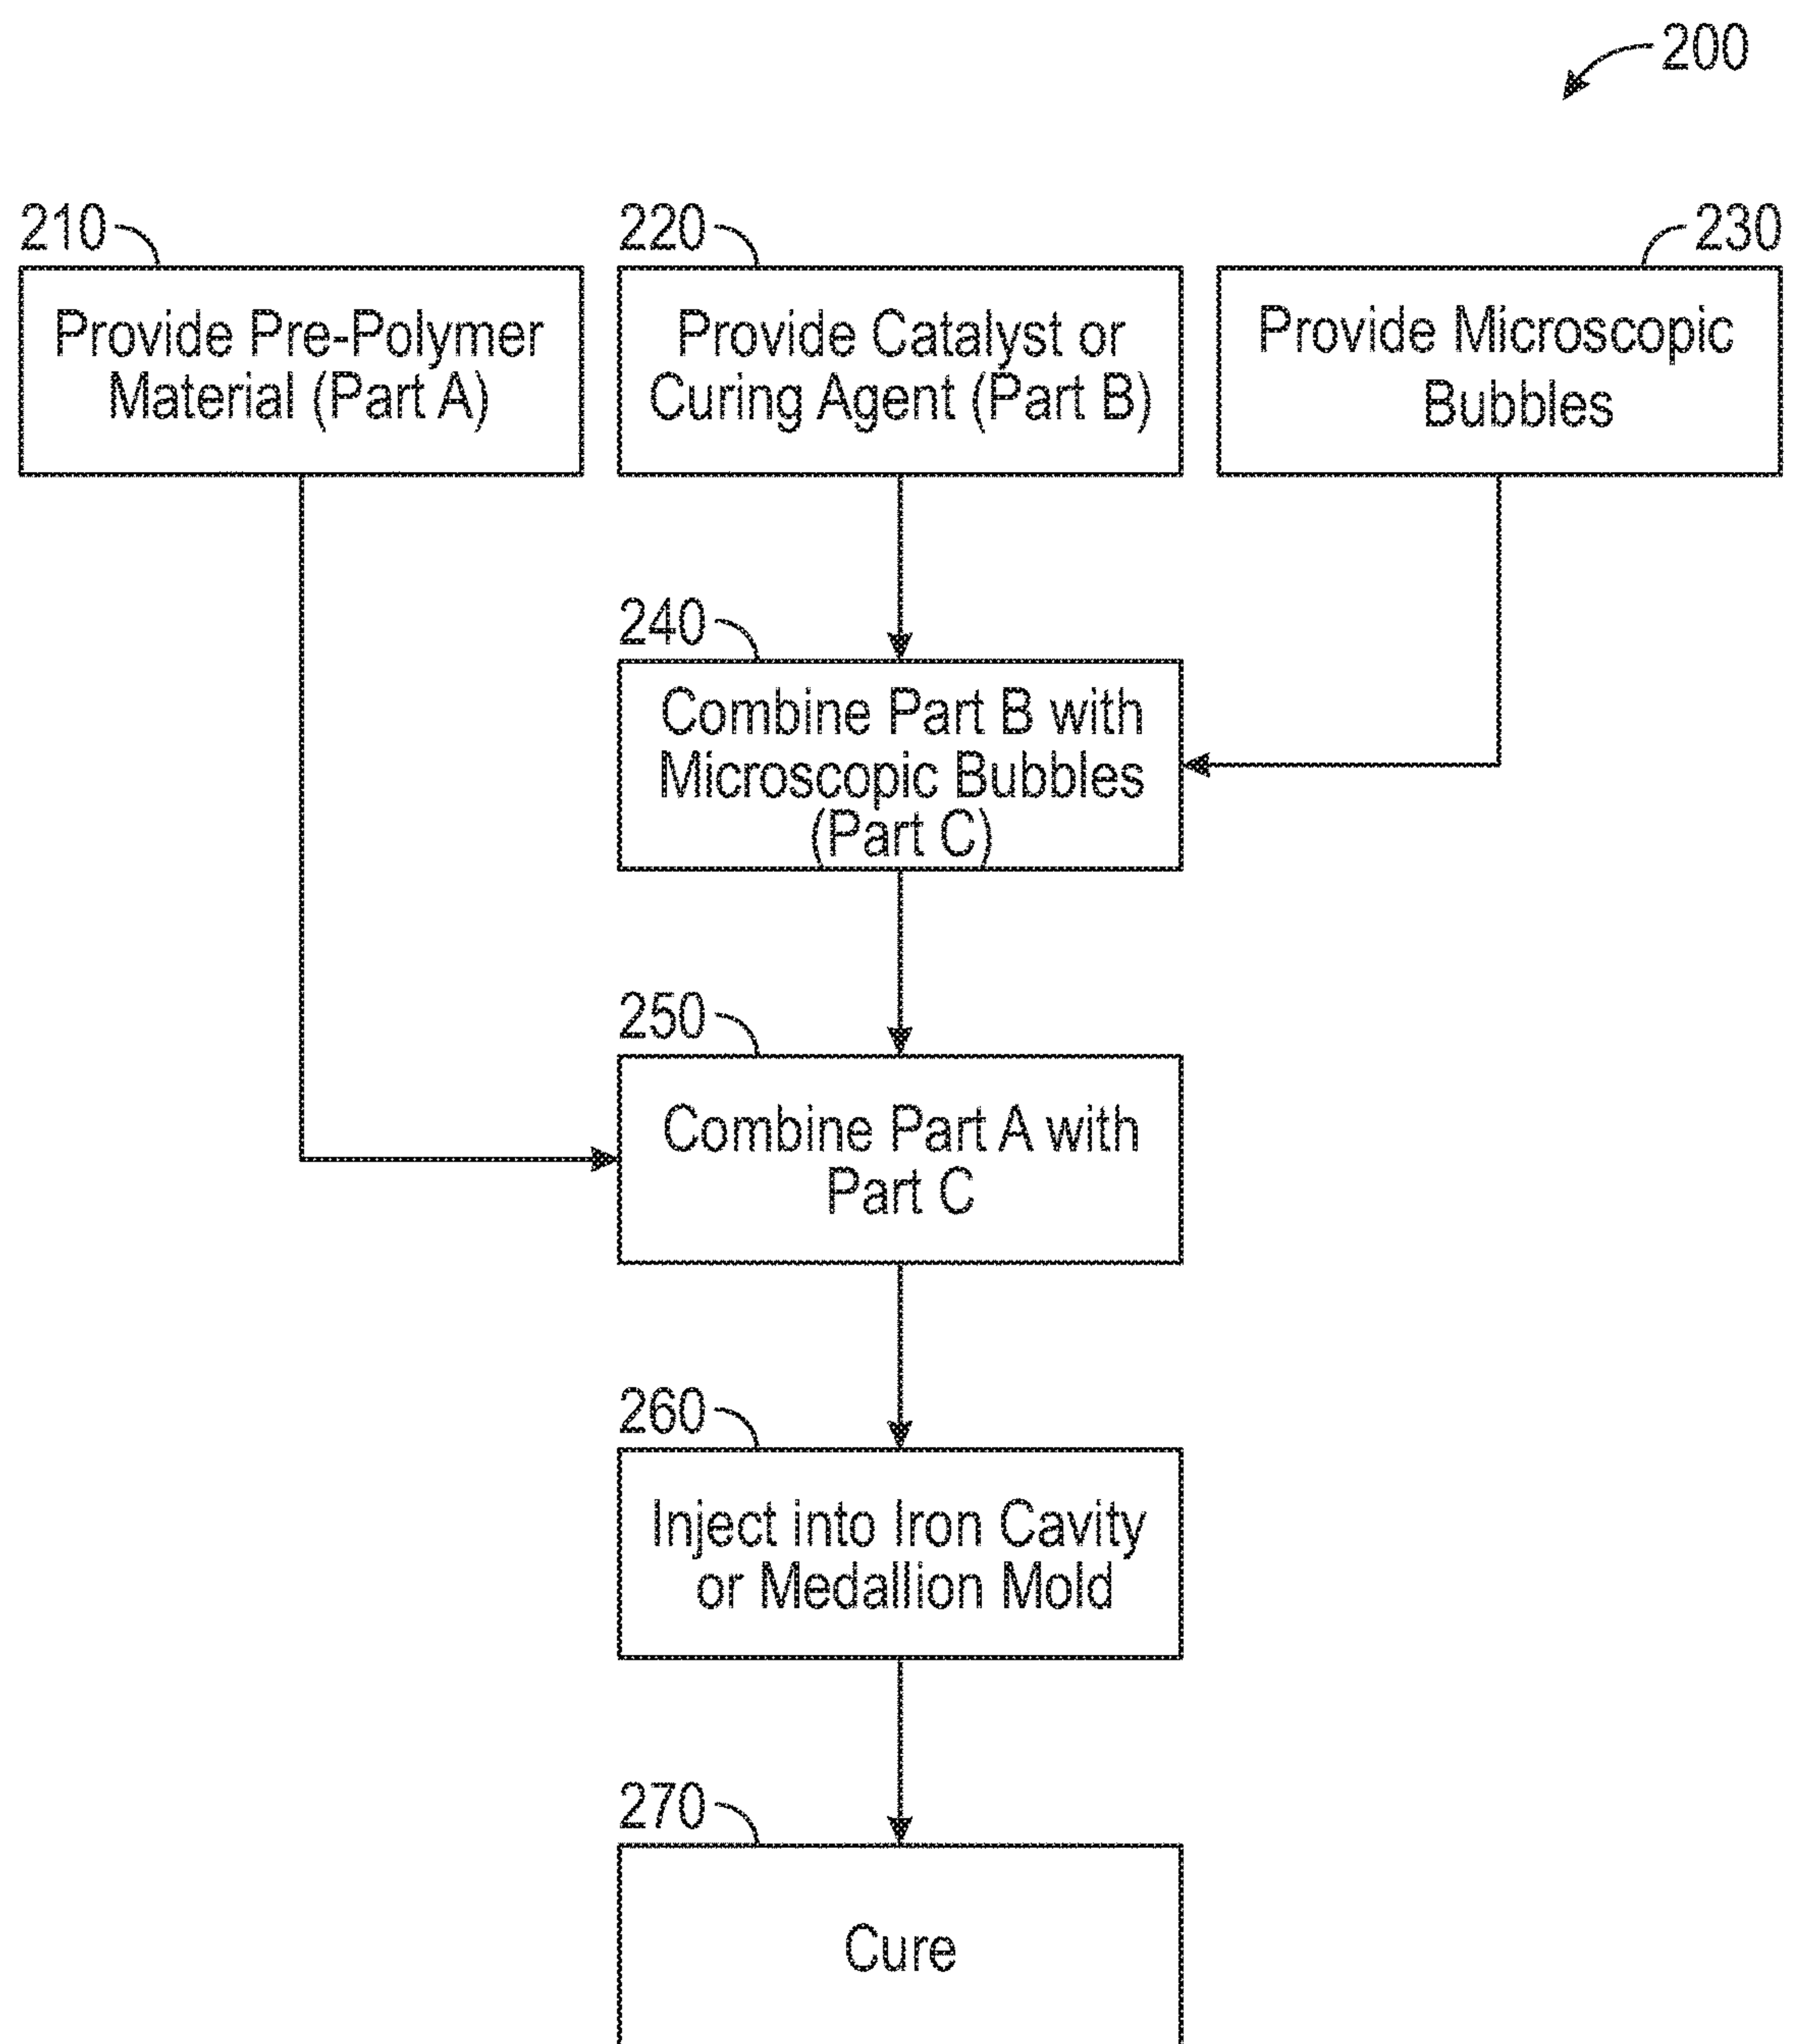 200
210
Provide Pre-Polymer
Material (Part A)
220
Provide Catalyst or
Curing Agent (Part B)
230
Provide Microscopic
Bubbles
240
Combine Part B with
Microscopic Bubbles
(Part C)
250
Combine Part A with
Part C
260
Inject into Iron Cavity
or Medallion Mold
270
Cure